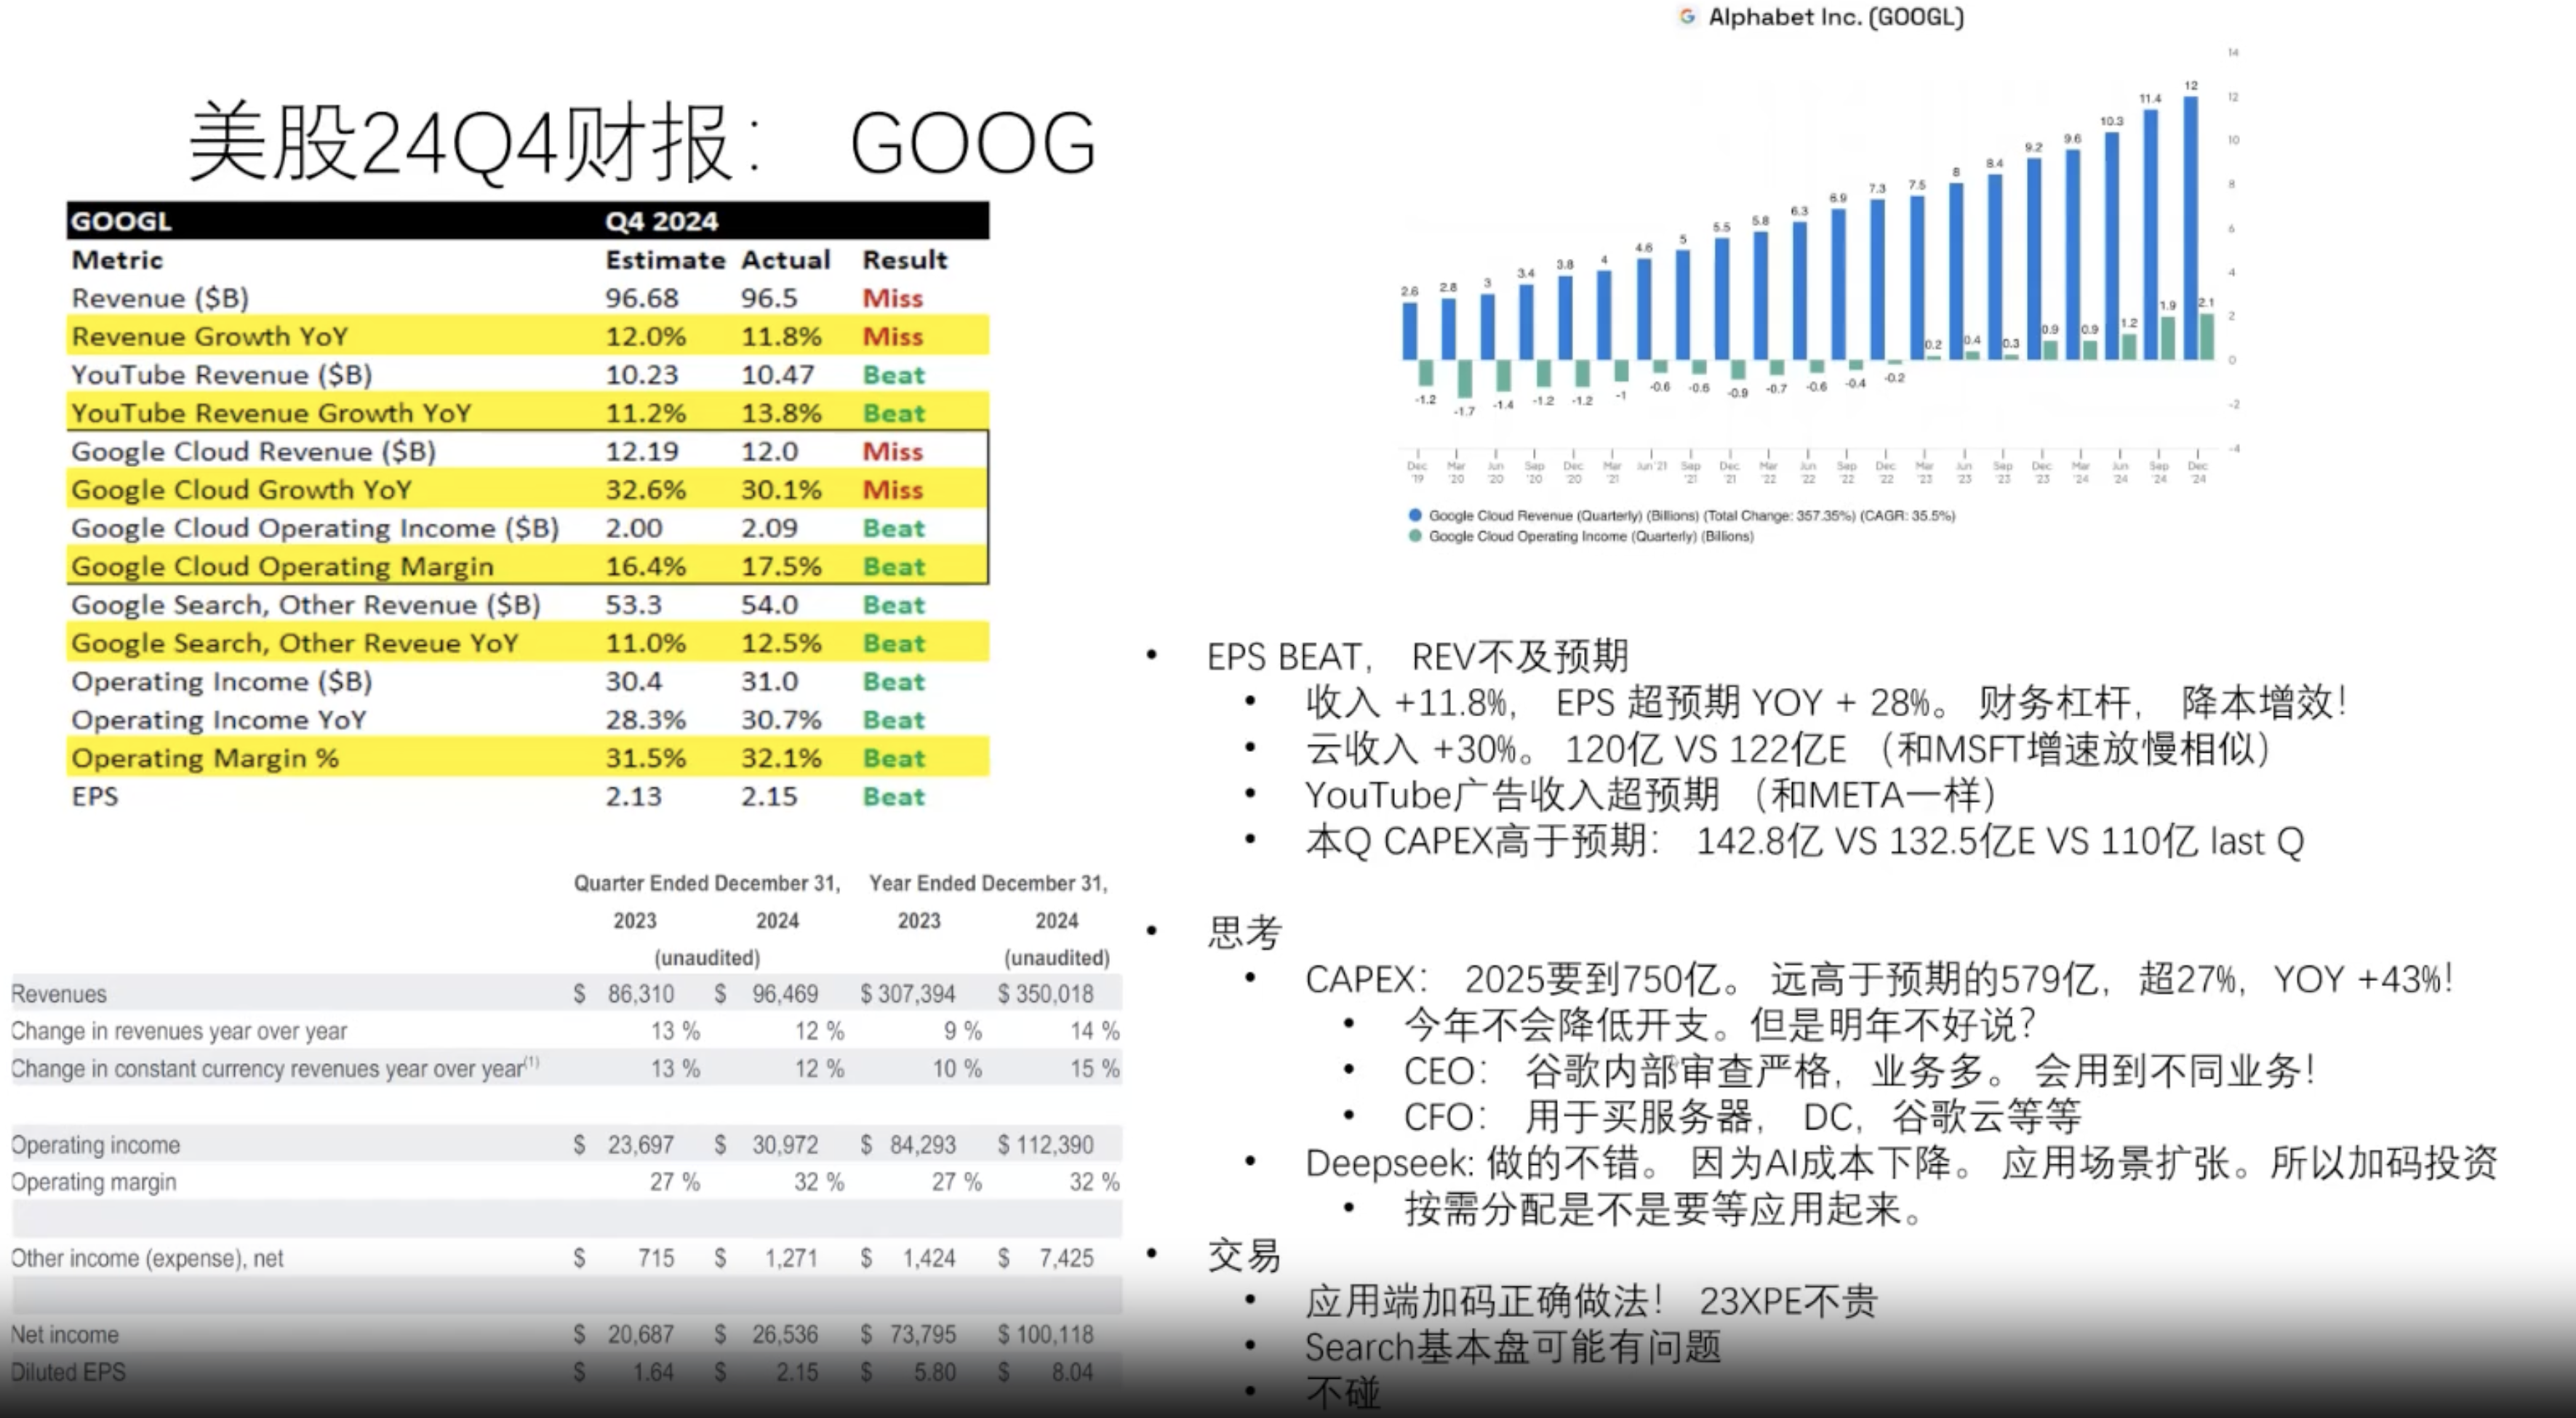 美股24Q4财报： GOOG
GOOGL Q4 2024
Metric Estimate Actual Result
Revenue ($B) 96.68 96.5 Miss
Revenue Growth YoY 12.0% 11.8% Miss
YouTube Revenue ($B) 10.23 10.47 Beat
YouTube Revenue Growth YoY 11.2% 13.8% Beat
Google Cloud Revenue ($B) 12.19 12.0 Miss
Google Cloud Growth YoY 32.6% 30.1% Miss
Google Cloud Operating Income ($B) 2.00 2.09 Beat
Google Cloud Operating Margin 16.4% 17.5% Beat
Google Search, Other Revenue ($B) 53.3 54.0 Beat
Google Search, Other Reveue YoY 11.0% 12.5% Beat
Operating Income ($B) 30.4 31.0 Beat
Operating Income YoY 28.3% 30.7% Beat
Operating Margin % 31.5% 32.1% Beat
EPS 2.13 2.15 Beat
Quarter Ended December 31, Year Ended December 31,
2023 2024 2023 2024
(unaudited) (unaudited)
Revenues $ 86,310 $ 96,469 $ 307,394 $ 350,018
Change in revenues year over year 13 % 12 % 9 % 14 %
Change in constant currency revenues year over year(1) 13 % 12 % 10 % 15 %
Operating income $ 23,697 $ 30,972 $ 84,293 $ 112,390
Operating margin 27 % 32 % 27 % 32 %
Other income (expense), net $ 715 $ 1,271 $ 1,424 $ 7,425
Net income $ 20,687 $ 26,536 $ 73,795 $ 100,118
Diluted EPS $ 1.64 $ 2.15 $ 5.80 $ 8.04
G Alphabet Inc. (GOOGL)
14
12
10
8
6
4
2
0
-2
-4
2.6 2.8 3 3.4 3.8 4 4.6 5 5.5 5.8 6.3 6.9 7.3 7.5 8 8.4 9.2 9.6 10.3 11.4 12
-1.2 -1.7 -1.4 -1.2 -1.2 -1 -0.6 -0.6 -0.9 -0.7 -0.6 -0.4 -0.2 0.2 0.4 0.3 0.9 0.9 1.2 1.9 2.1
Dec '19 Mar '20 Jun '20 Sep '20 Dec '20 Mar '21 Jun '21 Sep '21 Dec '21 Mar '22 Jun '22 Sep '22 Dec '22 Mar '23 Jun '23 Sep '23 Dec '23 Mar '24 Jun '24 Sep '24 Dec '24
Google Cloud Revenue (Quarterly) (Billions) (Total Change: 357.35%) (CAGR: 35.5%)
Google Cloud Operating Income (Quarterly) (Billions)
• EPS BEAT， REV不及预期
• 收入 +11.8%， EPS 超预期 YOY + 28%。 财务杠杆， 降本增效！
• 云收入 +30%。 120亿 VS 122亿E （和MSFT增速放慢相似）
• YouTube广告收入超预期 （和META一样）
• 本Q CAPEX高于预期： 142.8亿 VS 132.5亿E VS 110亿 last Q
• 思考
• CAPEX： 2025要到750亿。 远高于预期的579亿，超27%，YOY +43%！
• 今年不会降低开支。但是明年不好说？
• CEO： 谷歌内部审查严格，业务多。 会用到不同业务！
• CFO： 用于买服务器， DC，谷歌云等等
• Deepseek: 做的不错。 因为AI成本下降。 应用场景扩张。所以加码投资
• 按需分配是不是要等应用起来。
• 交易
• 应用端加码正确做法！ 23XPE不贵
• Search基本盘可能有问题
• 不碰